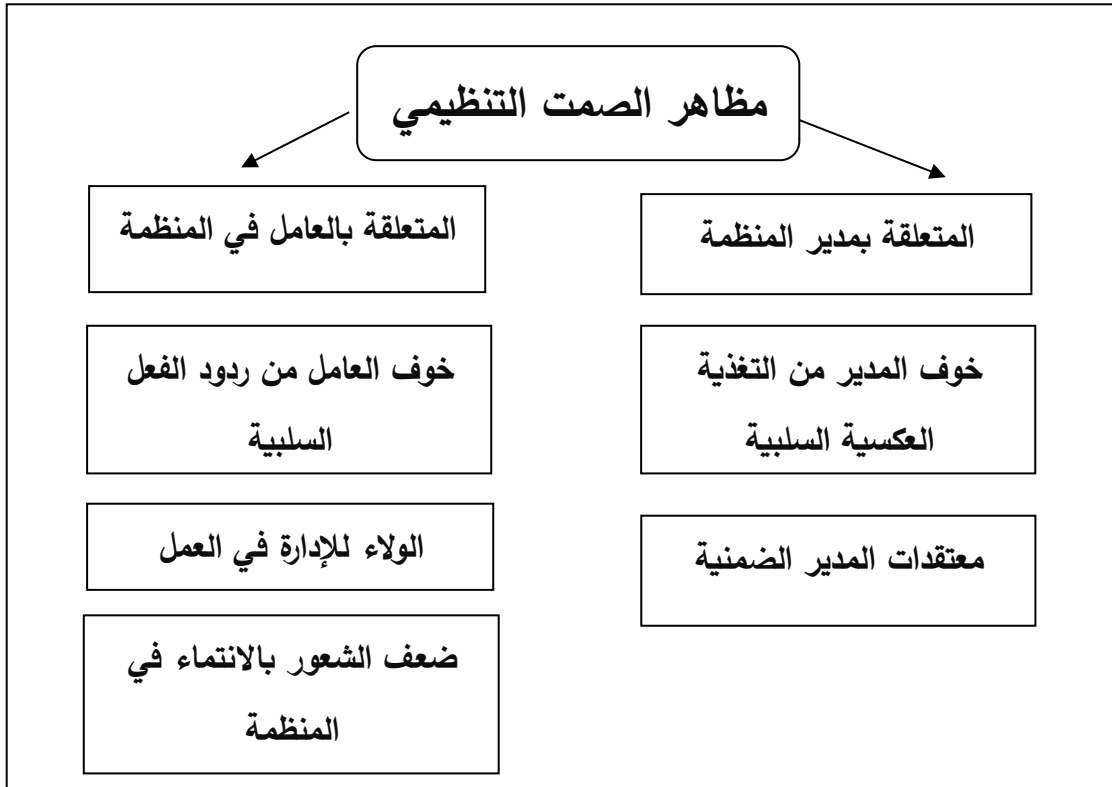 مظاهر الصمت التنظيمي
المتعلقة بمدير المنظمة
خوف المدير من التغذية
العكسية السلبية
معتقدات المدير الضمنية
المتعلقة بالعامل في المنظمة
خوف العامل من ردود الفعل
السلبية
الولاء للإدارة في العمل
ضعف الشعور بالانتماء في
المنظمة